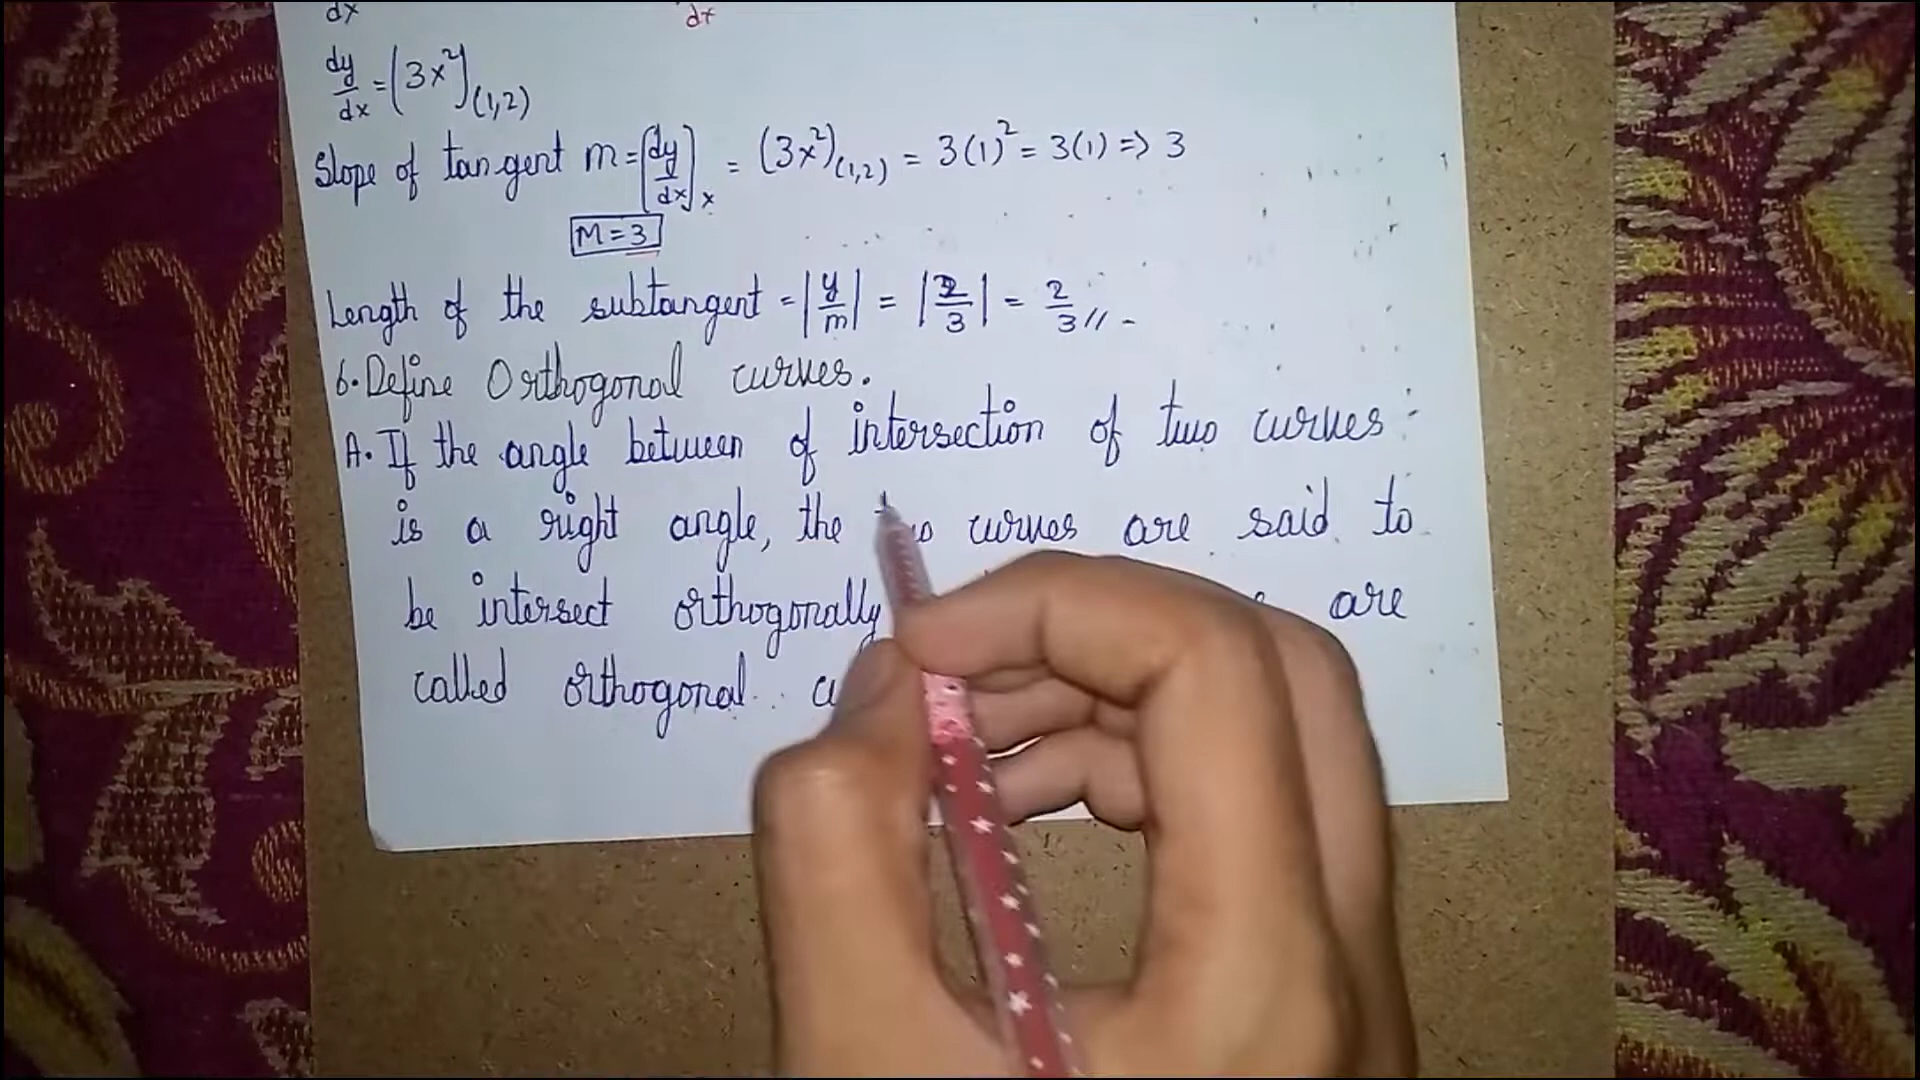 dx dt
dy/dx = (3x²)(1,2)
Slope of tangent m = [dy/dx]x = (3x²)(1,2) = 3(1)² = 3(1) => 3
M = 3
Length of the subtangent = |y/m| = |2/3| = 2/3 //-
6. Define Orthogonal curves.
A. If the angle between of intersection of two curves
is a right angle, the curves are said to
be intersect orthogonally are
called orthogonal